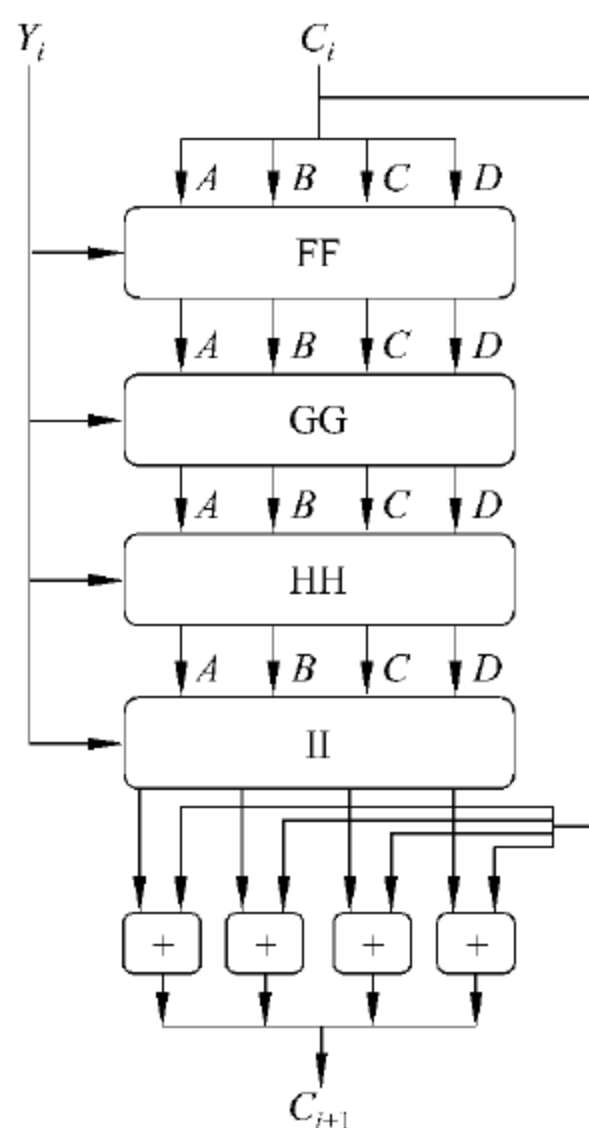 Y_i C_i
A B C D
FF
A B C D
GG
A B C D
HH
A B C D
II
+ + + +
C_{i+1}